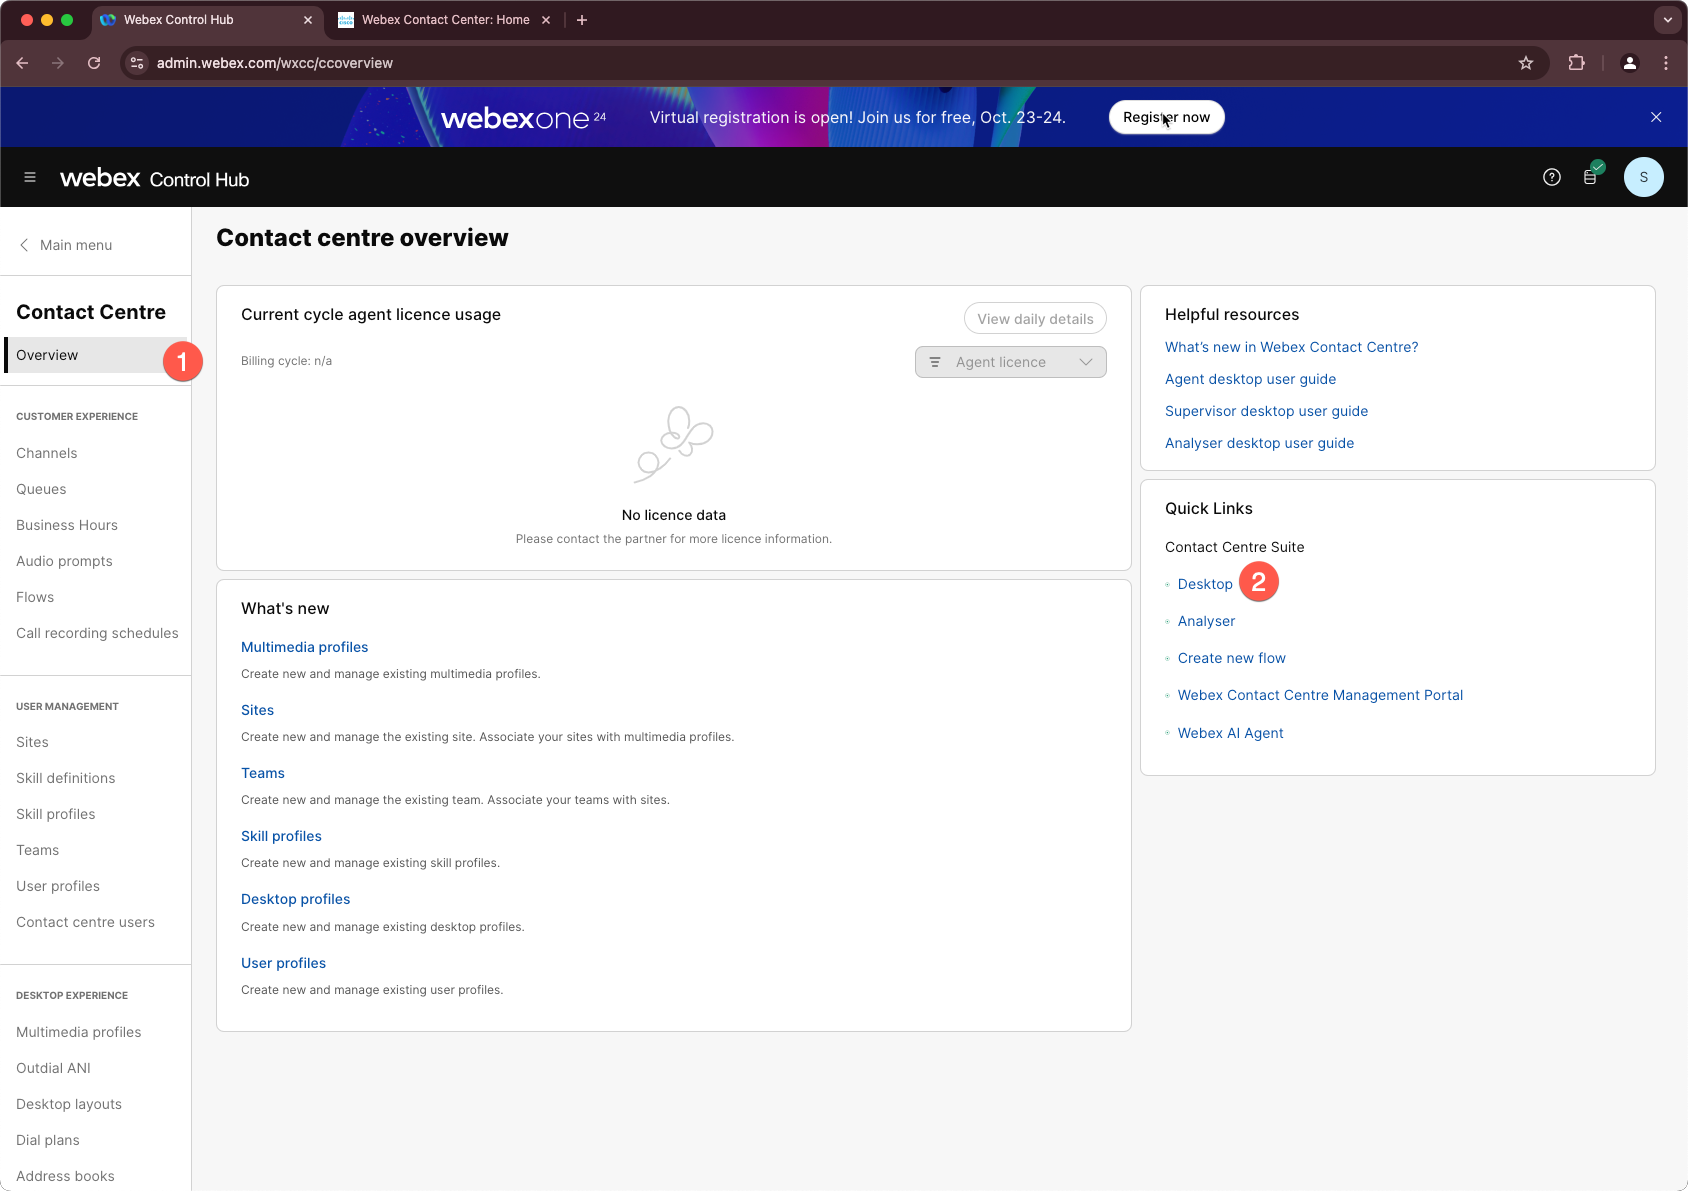 Webex Control Hub
Webex Contact Center: Home
admin.webex.com/wxcc/ccoverview
webexone 24
Virtual registration is open! Join us for free, Oct. 23-24.
Register now
webex Control Hub
S
Main menu
Contact Centre
Overview
1
CUSTOMER EXPERIENCE
Channels
Queues
Business Hours
Audio prompts
Flows
Call recording schedules
USER MANAGEMENT
Sites
Skill definitions
Skill profiles
Teams
User profiles
Contact centre users
DESKTOP EXPERIENCE
Multimedia profiles
Outdial ANI
Desktop layouts
Dial plans
Address books
Contact centre overview
Current cycle agent licence usage
View daily details
Billing cycle: n/a
Agent licence
No licence data
Please contact the partner for more licence information.
What's new
Multimedia profiles
Create new and manage existing multimedia profiles.
Sites
Create new and manage the existing site. Associate your sites with multimedia profiles.
Teams
Create new and manage the existing team. Associate your teams with sites.
Skill profiles
Create new and manage existing skill profiles.
Desktop profiles
Create new and manage existing desktop profiles.
User profiles
Create new and manage existing user profiles.
Helpful resources
What's new in Webex Contact Centre?
Agent desktop user guide
Supervisor desktop user guide
Analyser desktop user guide
Quick Links
Contact Centre Suite
Desktop
2
Analyser
Create new flow
Webex Contact Centre Management Portal
Webex AI Agent